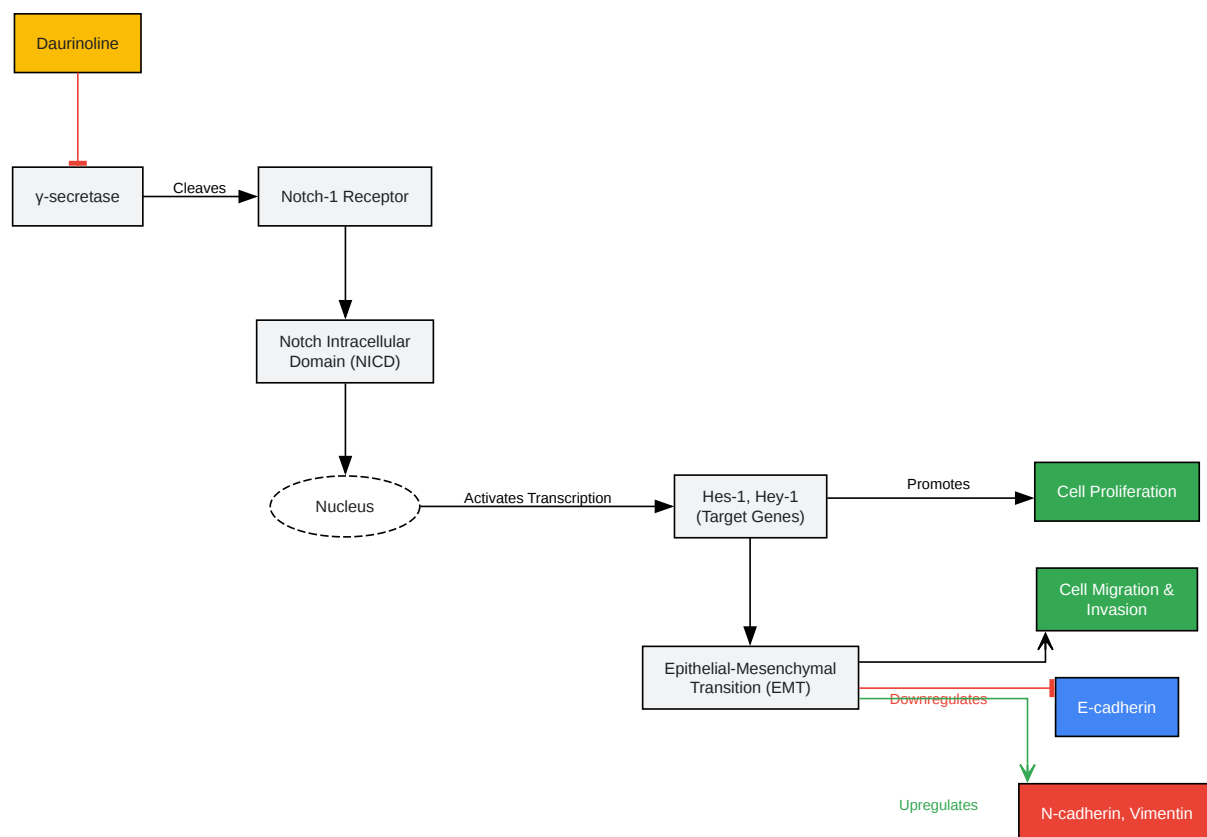 Daurinoline
γ-secretase
Cleaves
Notch-1 Receptor
Notch Intracellular
Domain (NICD)
Nucleus
Activates Transcription
Hes-1, Hey-1
(Target Genes)
Promotes
Cell Proliferation
Cell Migration &
Invasion
Epithelial-Mesenchymal
Transition (EMT)
Downregulates
E-cadherin
Upregulates
N-cadherin, Vimentin